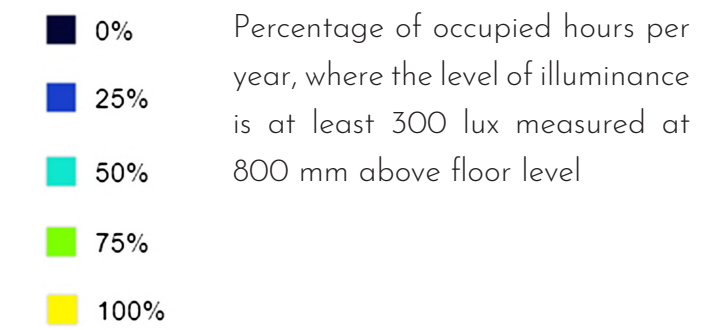 0%
25%
50%
75%
100%
Percentage of occupied hours per
year, where the level of illuminance
is at least 300 lux measured at
800 mm above floor level